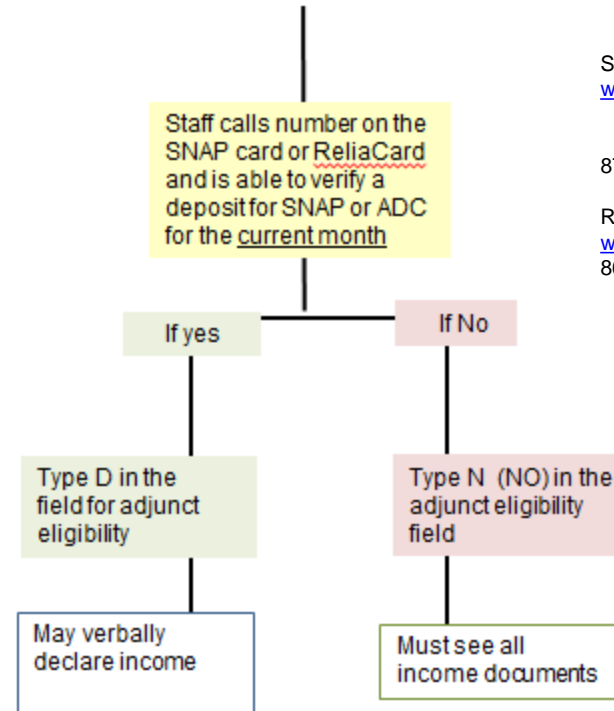 Staff calls number on the
SNAP card or ReliaCard
and is able to verify a
deposit for SNAP or ADC
for the current month
S
w
8
R
w
8
If yes
If No
Type D in the
field for adjunct
eligibility
Type N (NO) in the
adjunct eligibility
field
May verbally
declare income
Must see all
income documents